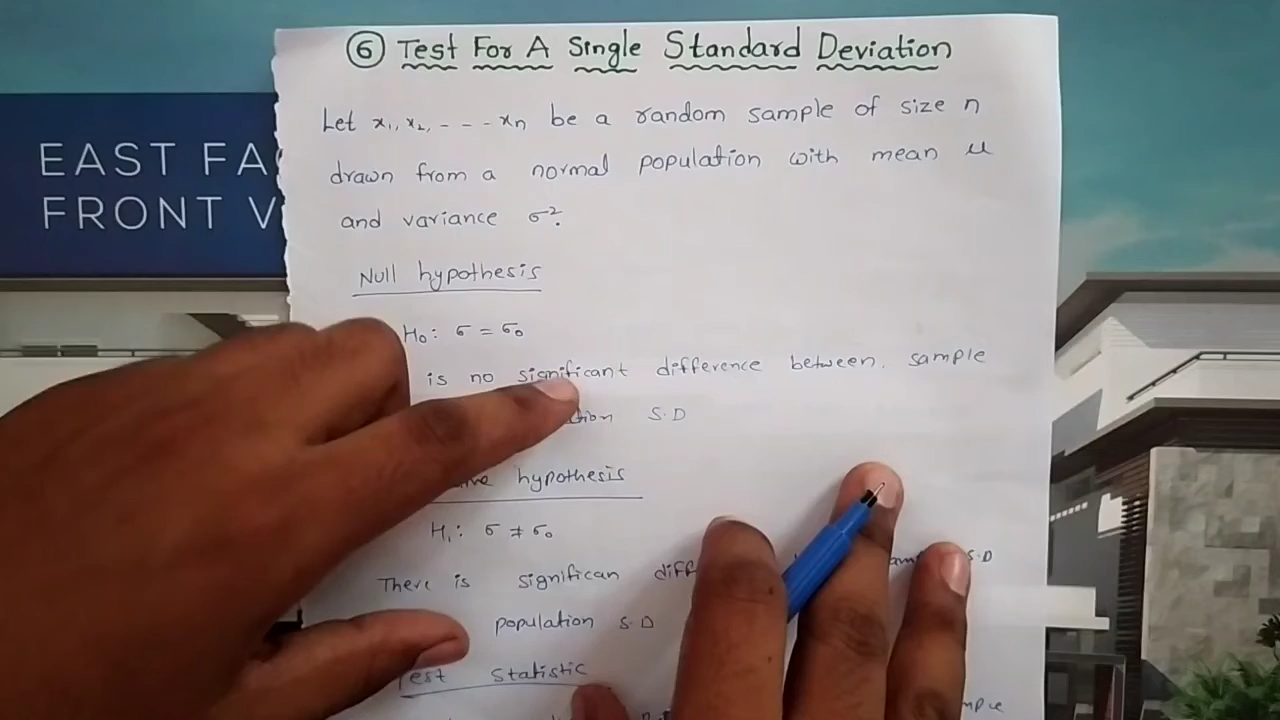 ⑥ Test For A Single Standard Deviation
Let x₁, x₂, - - - - xn be a random sample of size n
drawn from a normal population with mean μ
and variance σ².
Null hypothesis
H₀: σ = σ₀
is no significant difference between sample
S.D
hypothesis
H₁: σ ≠ σ₀
There is significan S.D
population S.D
Test Statistic
EAST FA
FRONT V